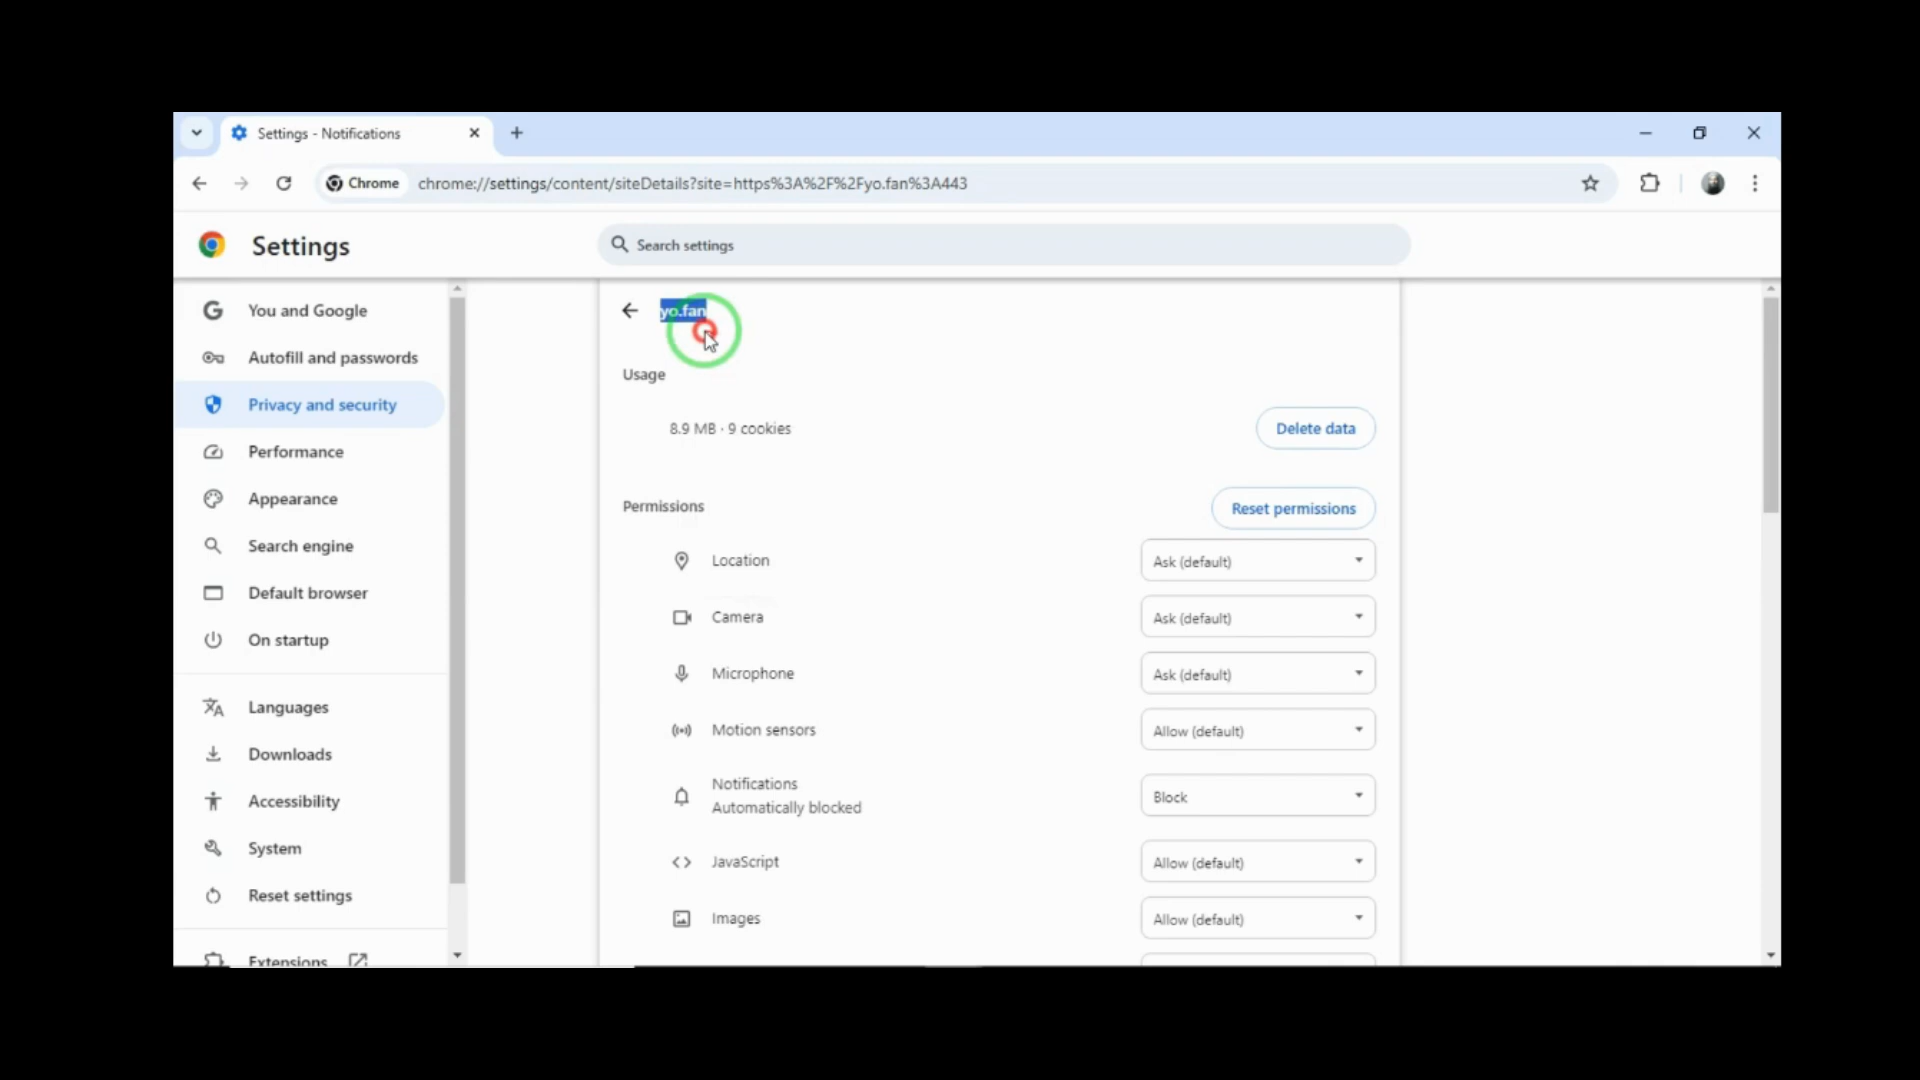 Settings - Notifications
Chrome
chrome://settings/content/siteDetails?site=https%3A%2F%2Fyo.fan%3A443
Settings
Search settings
You and Google
Autofill and passwords
Privacy and security
Performance
Appearance
Search engine
Default browser
On startup
Languages
Downloads
Accessibility
System
Reset settings
Extensions
yo.fan
Usage
8.9 MB · 9 cookies
Delete data
Permissions
Reset permissions
Location
Ask (default)
Camera
Ask (default)
Microphone
Ask (default)
Motion sensors
Allow (default)
Notifications
Automatically blocked
Block
JavaScript
Allow (default)
Images
Allow (default)